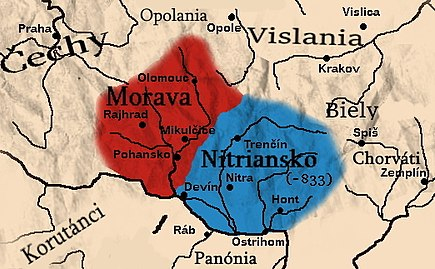 Opolania
Praha
Vislica
Opole
Vislania
Čechy
Krakov
Olomouc
Morava
Biely
Rajhrad
Mikulčice
Spiš
Trenčín
Chorváti
Pohansko
Nitriansko
Zemplín
Devín
Nitra
(-833)
Hont
Korutánci
Ráb
Ostrihom
Panónia